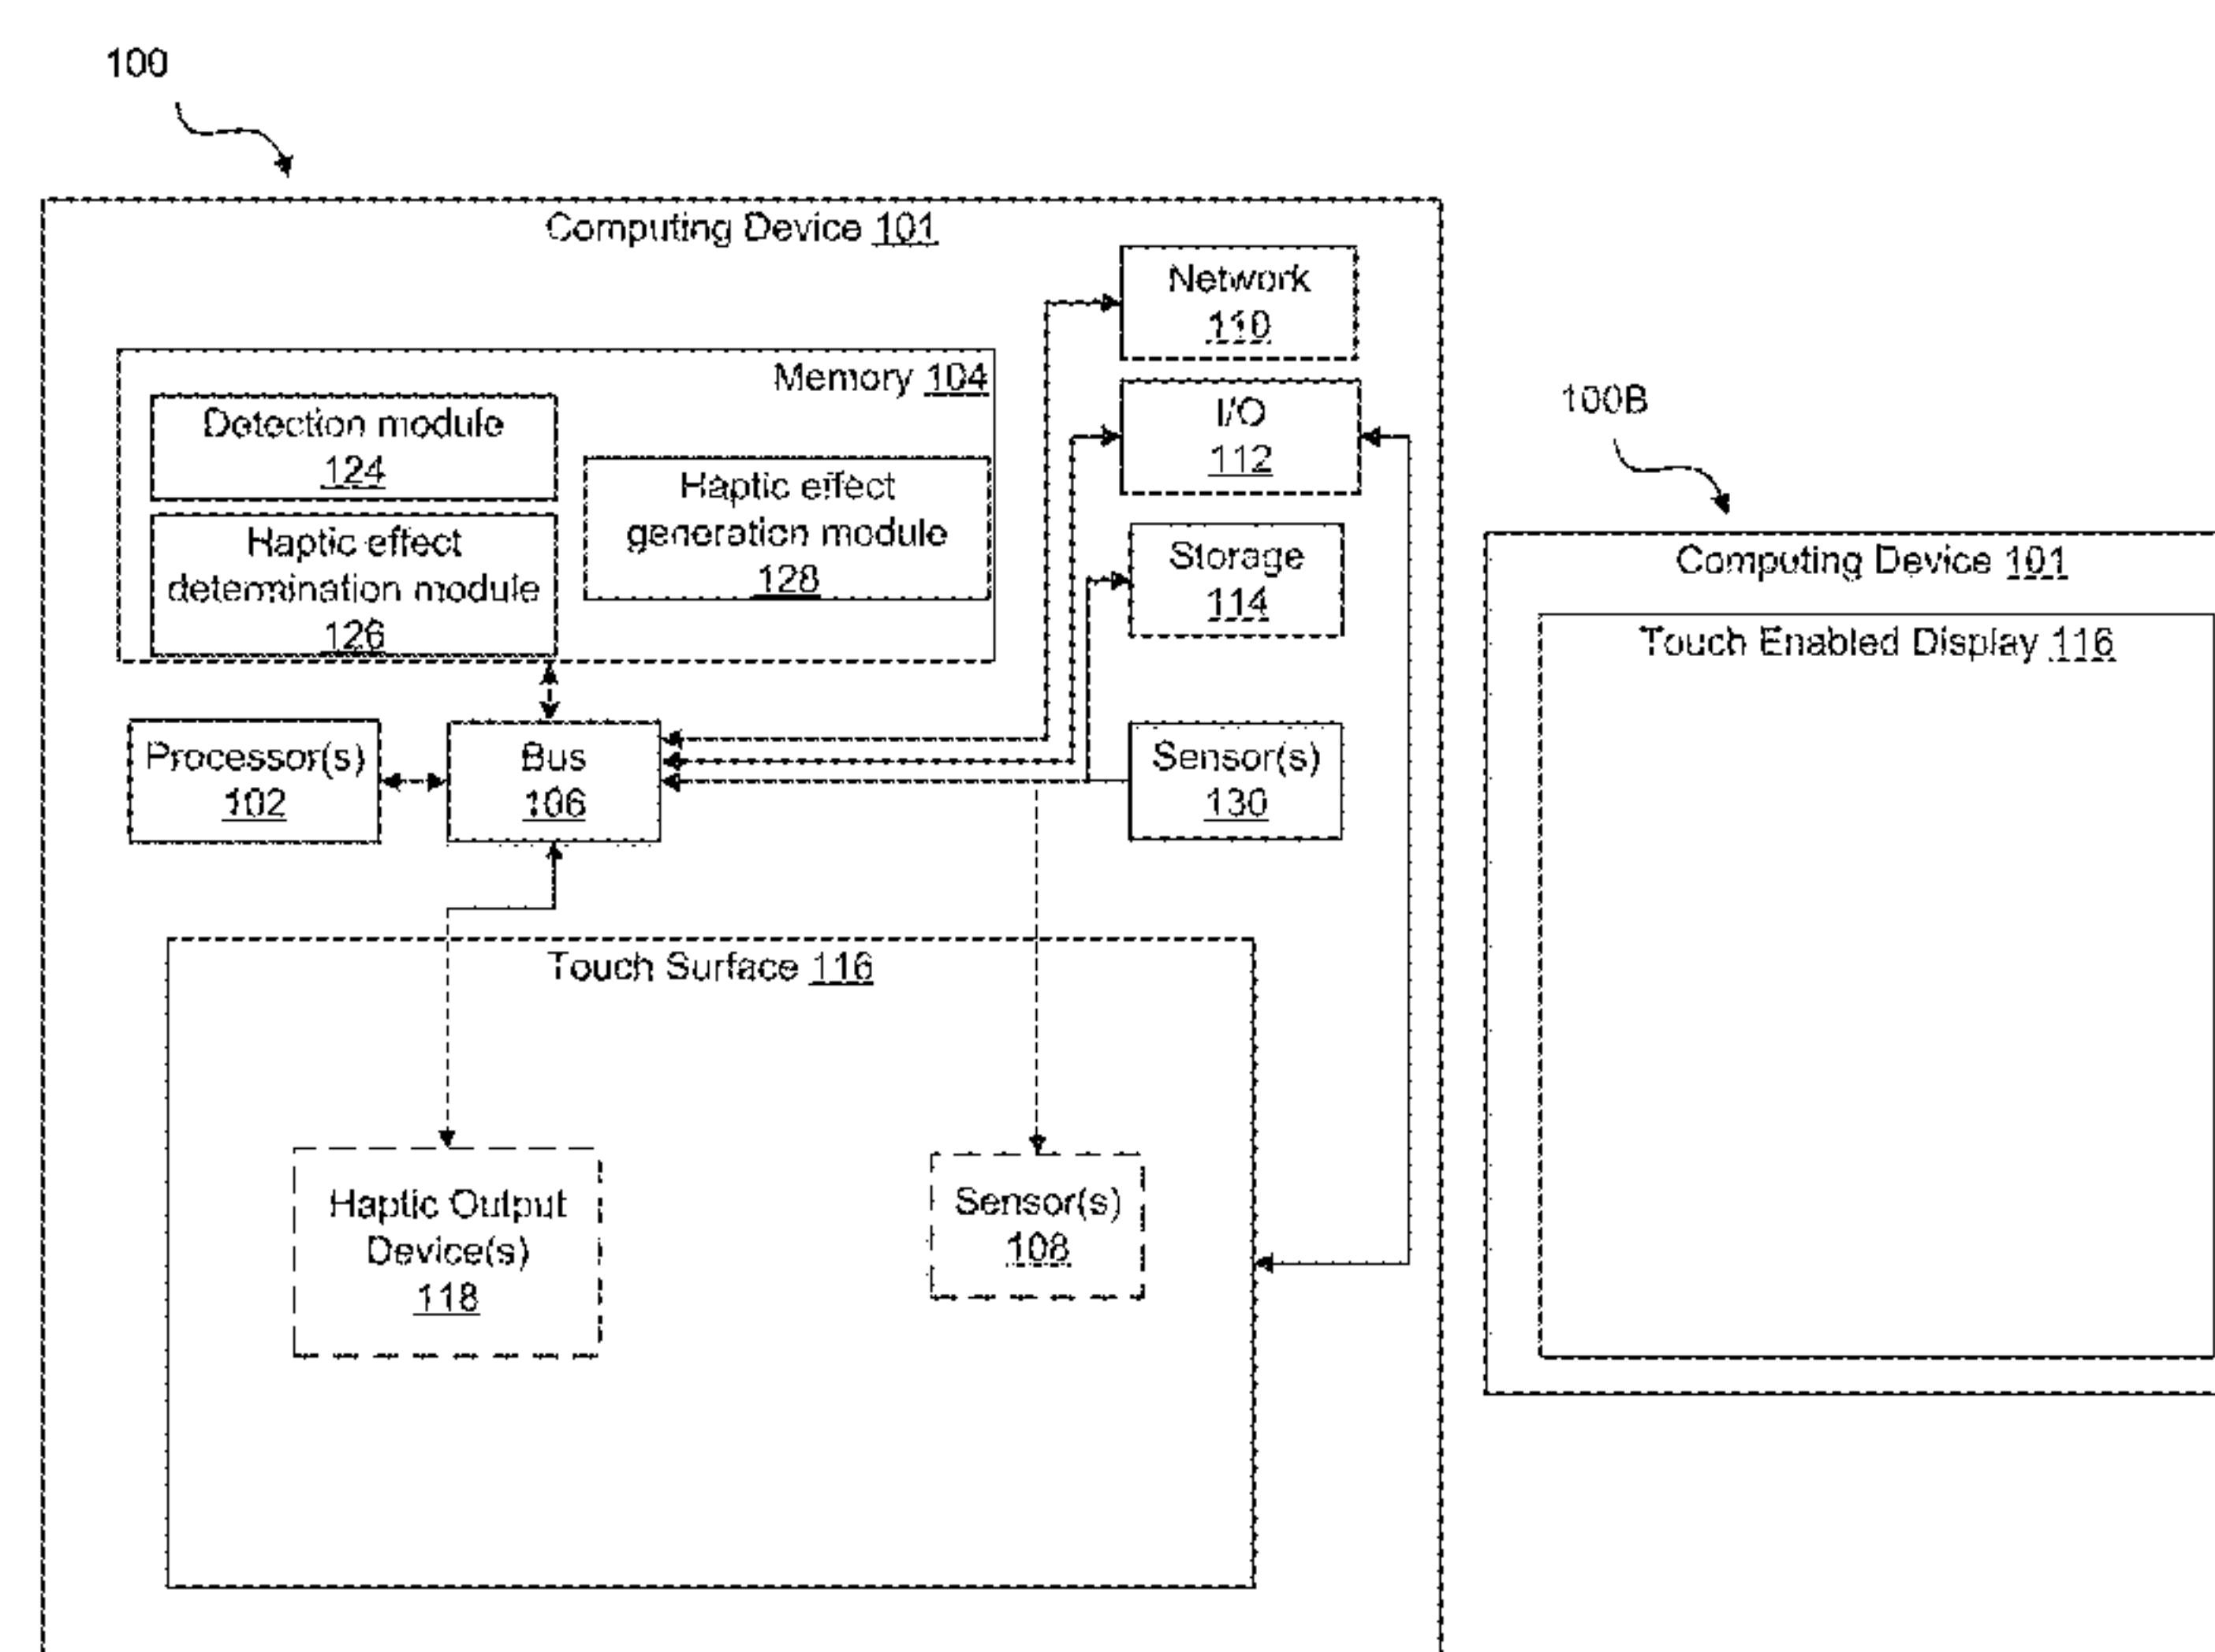 100
Computing Device 101
Network
110
Memory 104
I/O
112
Detection module
124
Haptic effect
generation module
128
Haptic effect
determination module
126
Storage
114
Processor(s)
102
Bus
106
Sensor(s)
130
Touch Surface 116
Haptic Output
Device(s)
118
Sensor(s)
108
100B
Computing Device 101
Touch Enabled Display 116